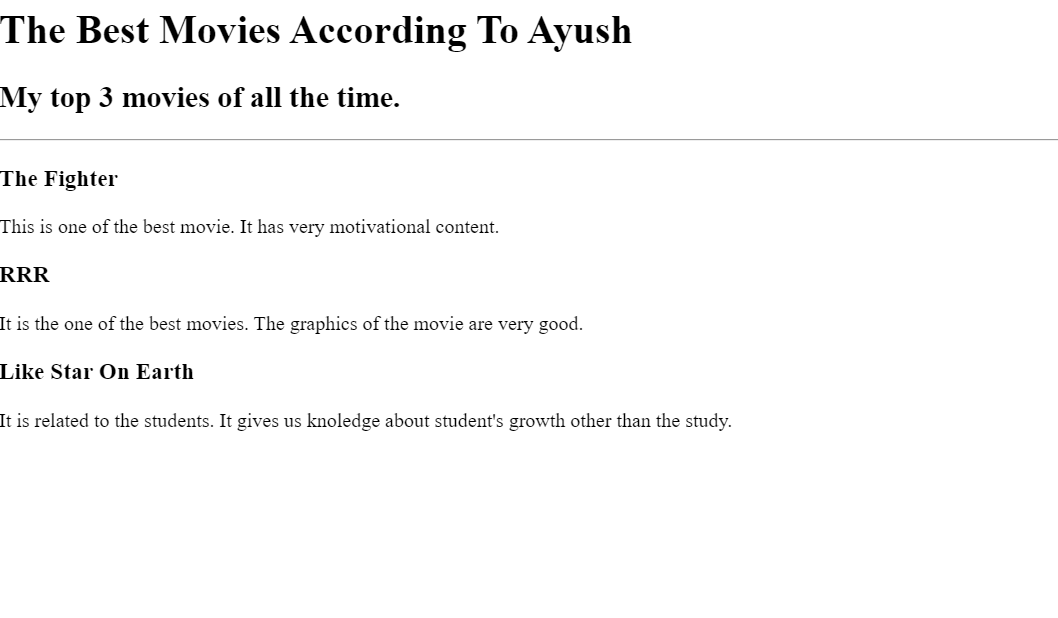 The Best Movies According To Ayush
My top 3 movies of all the time.
The Fighter
This is one of the best movie. It has very motivational content.
RRR
It is the one of the best movies. The graphics of the movie are very good.
Like Star On Earth
It is related to the students. It gives us knoledge about student's growth other than the study.